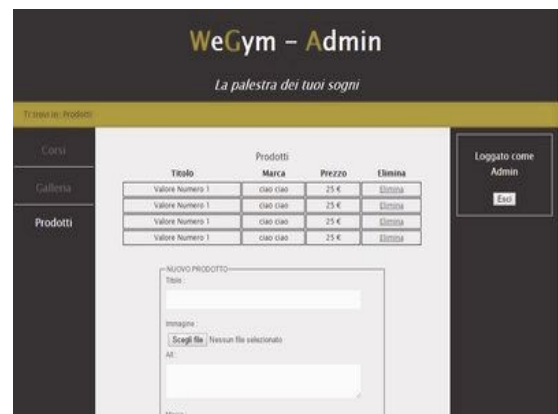 WeGym – Admin
La palestra dei tuoi sogni
Ti trovi in: Prodotti
Corsi
Galleria
Prodotti
Prodotti
Titolo Marca Prezzo Elimina
Valore Numero 1 ciao ciao 25 € Elimina
Valore Numero 1 ciao ciao 25 € Elimina
Valore Numero 1 ciao ciao 25 € Elimina
Valore Numero 1 ciao ciao 25 € Elimina
NUOVO PRODOTTO
Titolo :
Immagine :
Scegli file Nessun file selezionato
Alt :
Loggato come
Admin
Esci